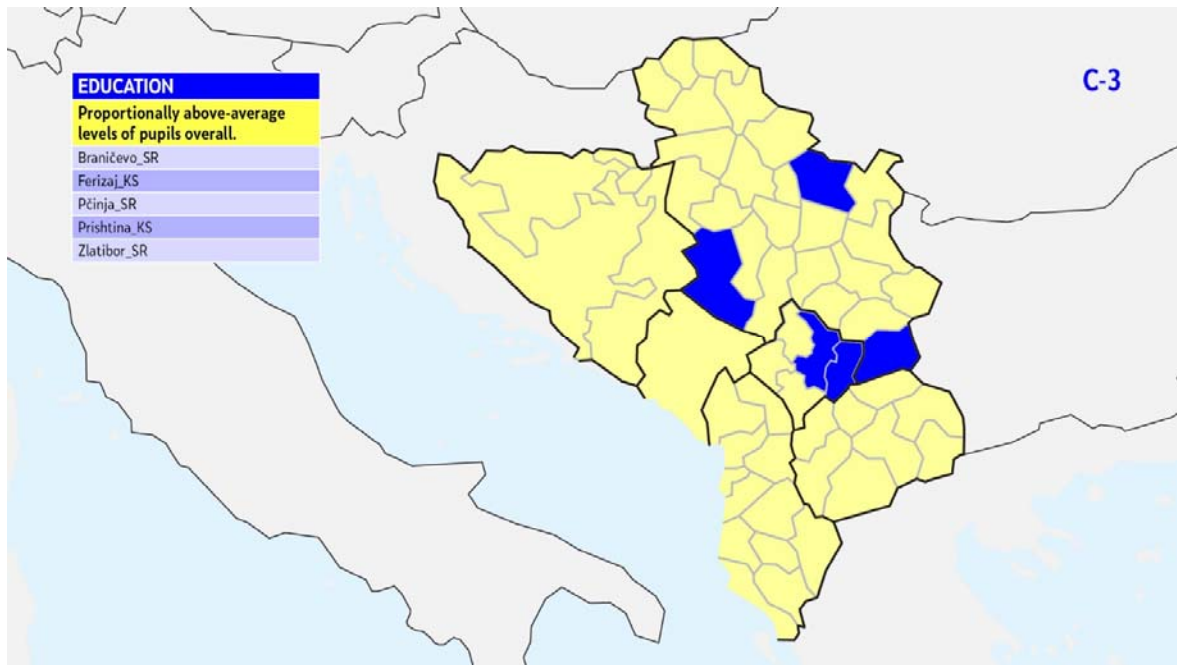 EDUCATION
Proportionally above-average
levels of pupils overall.
Braničevo_SR
Ferizaj_KS
Pčinja_SR
Prishtina_KS
Zlatibor_SR
C-3